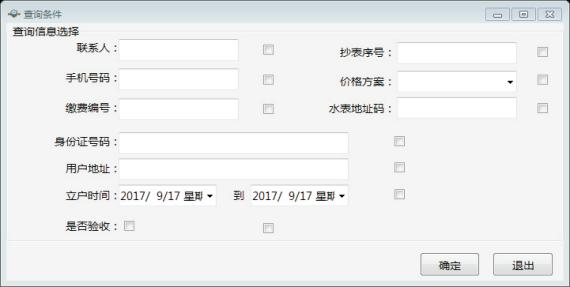 查询条件
查询信息选择
联系人： 抄表序号：
手机号码： 价格方案：
缴费编号： 水表地址码：
身份证号码：
用户地址：
立户时间： 2017/ 9/17 星期 到 2017/ 9/17 星期
是否验收：
确定 退出